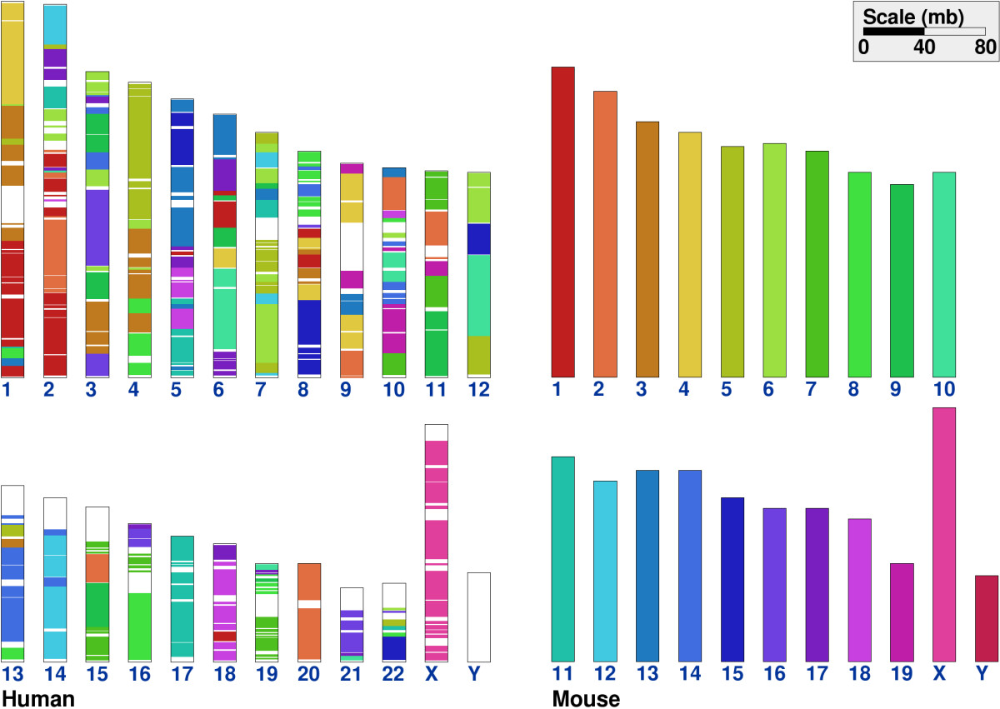 Scale (mb)
0 40 80
1 2 3 4 5 6 7 8 9 10 11 12
1 2 3 4 5 6 7 8 9 10
13 14 15 16 17 18 19 20 21 22 X Y
11 12 13 14 15 16 17 18 19 X Y
Human
Mouse